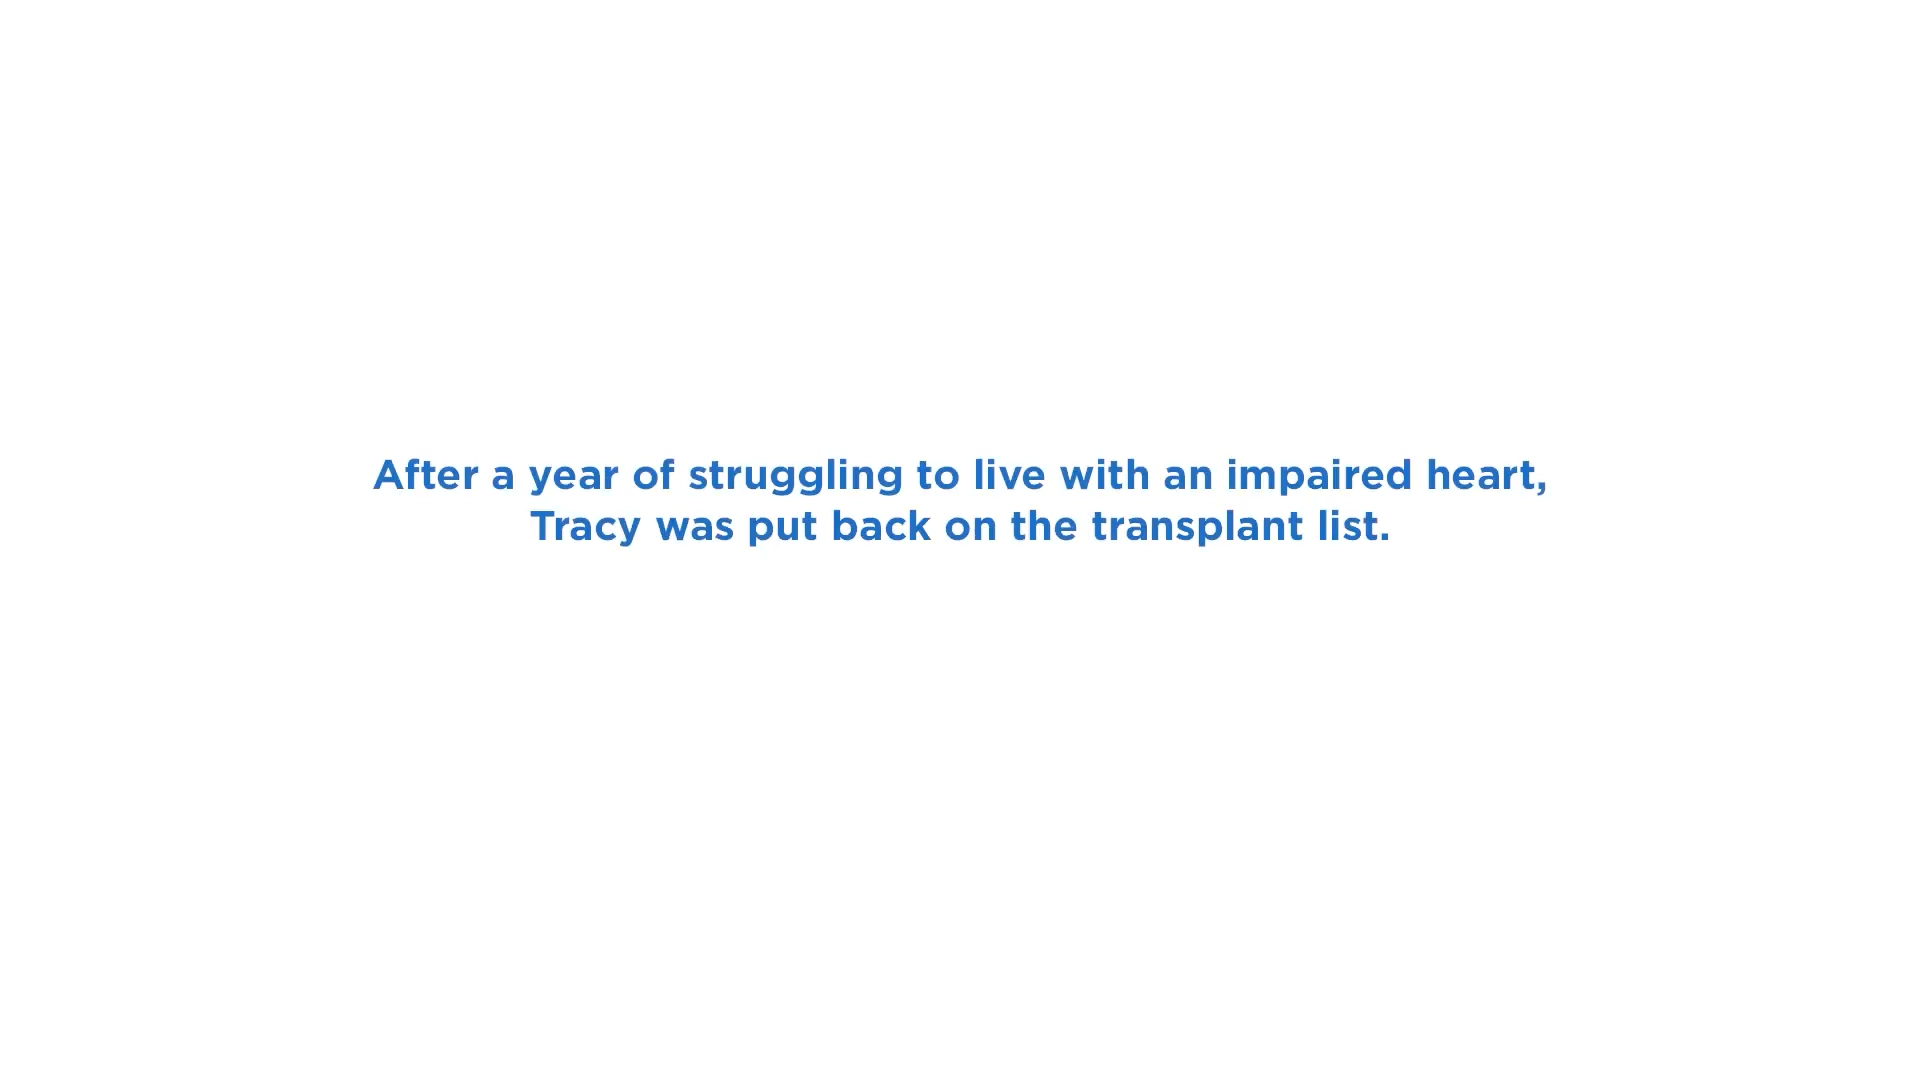 After a year of struggling to live with an impaired heart,
Tracy was put back on the transplant list.